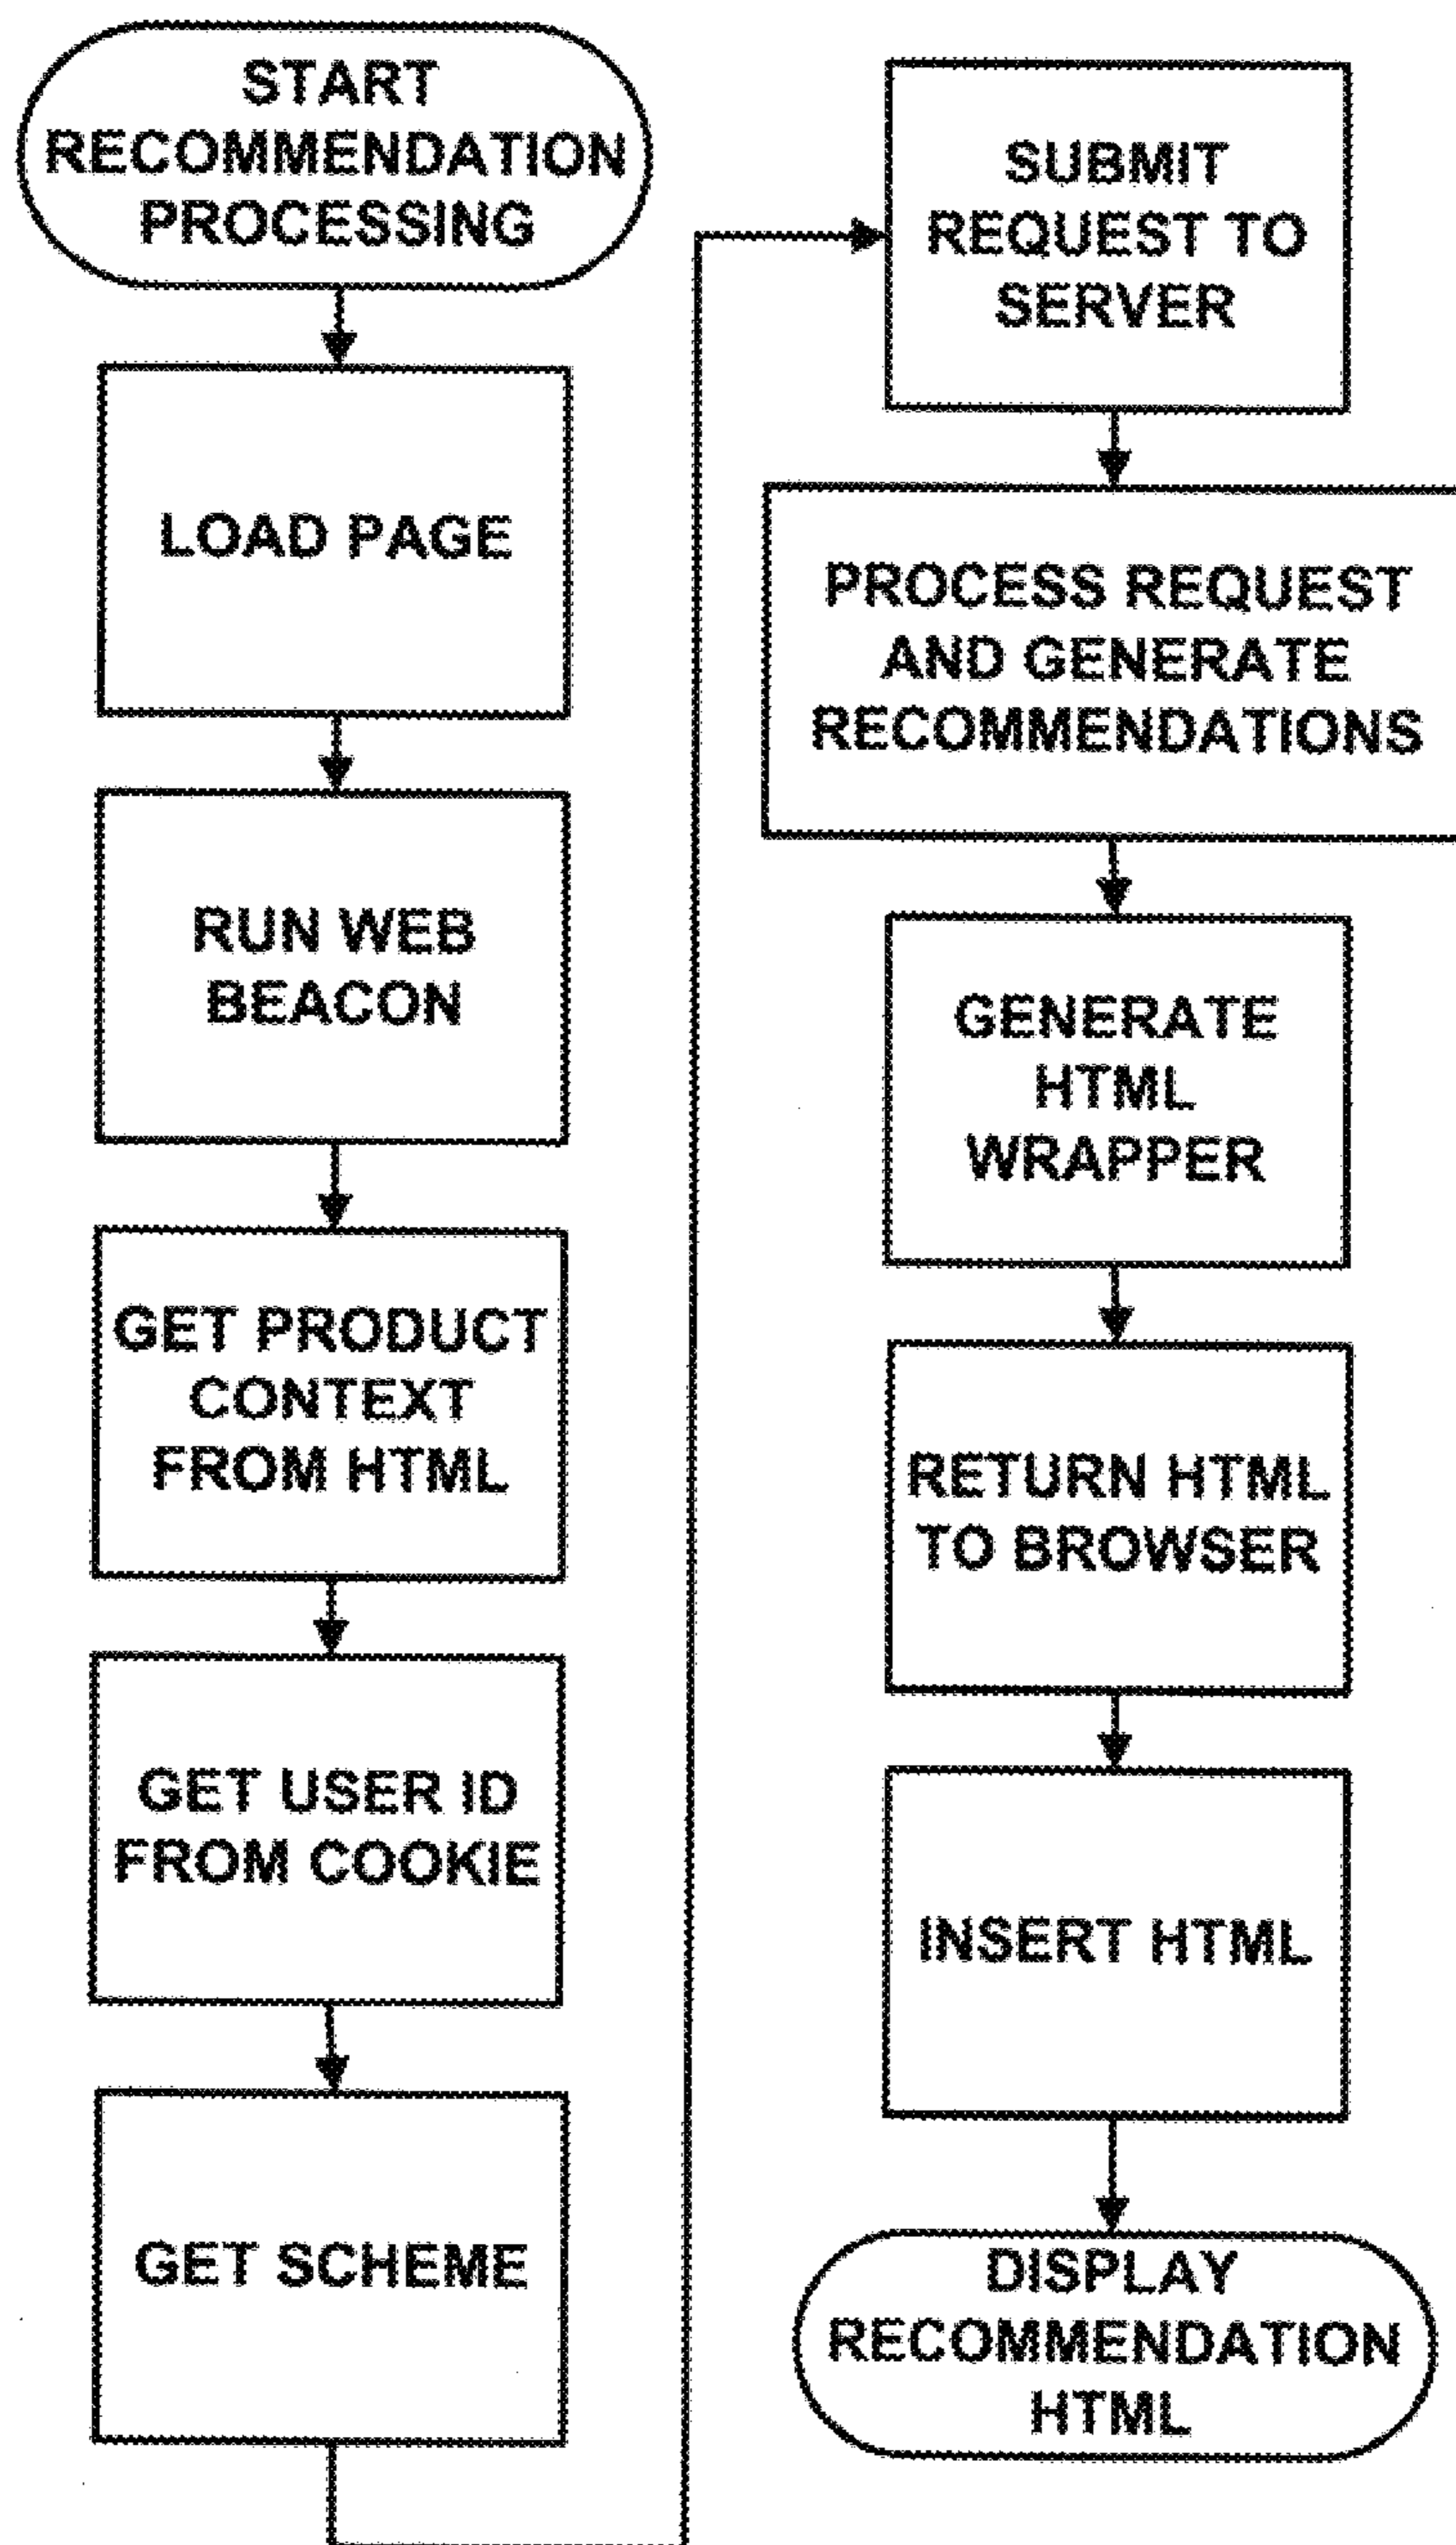 START
RECOMMENDATION
PROCESSING
LOAD PAGE
RUN WEB
BEACON
GET PRODUCT
CONTEXT
FROM HTML
GET USER ID
FROM COOKIE
GET SCHEME
SUBMIT
REQUEST TO
SERVER
PROCESS REQUEST
AND GENERATE
RECOMMENDATIONS
GENERATE
HTML
WRAPPER
RETURN HTML
TO BROWSER
INSERT HTML
DISPLAY
RECOMMENDATION
HTML